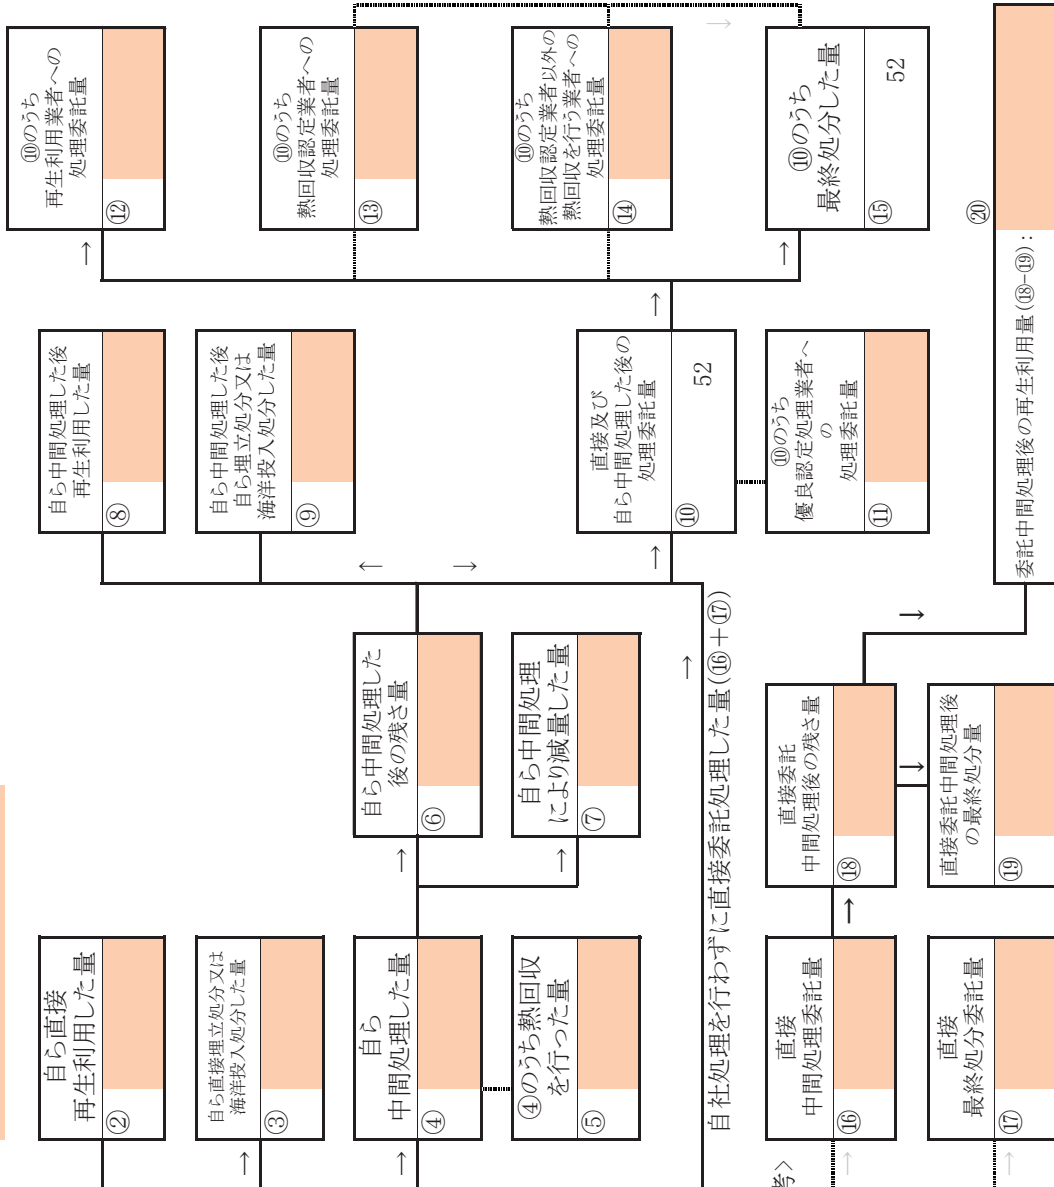 自ら直接
再生利用した量
②
自ら直接埋立処分又は
海洋投入処分した量
③
→
自ら
中間処理した量
④
→
④のうち熱回収
を行った量
⑤
自ら中間処理した
後の残さ量
⑥
→
自ら中間処理
により減量した量
⑦
→
自ら中間処理した後
再生利用した量
⑧
自ら中間処理した後
自ら埋立処分又は
海洋投入処分した量
⑨
↑
↓
直接及び
自ら中間処理した後の
処理委託量
⑩
52
→
⑩のうち
優良認定処理業者へ
の
処理委託量
⑪
⑩のうち
再生利用業者への
処理委託量
⑫
→
⑩のうち
熱回収認定業者への
処理委託量
⑬
⑩のうち
熱回収認定業者以外の
熱回収を行う業者への
処理委託量
⑭
→
⑩のうち
最終処分した量
⑮
52
→
自社処理を行わずに直接委託処理した量(⑯＋⑰)
→
考>
直接
中間処理委託量
⑯
→
直接
最終処分委託量
⑰
→
直接委託
中間処理後の残さ量
⑱
→
直接委託中間処理後
の最終処分量
⑲
↓
↓
委託中間処理後の再生利用量(⑱-⑲)：
⑳